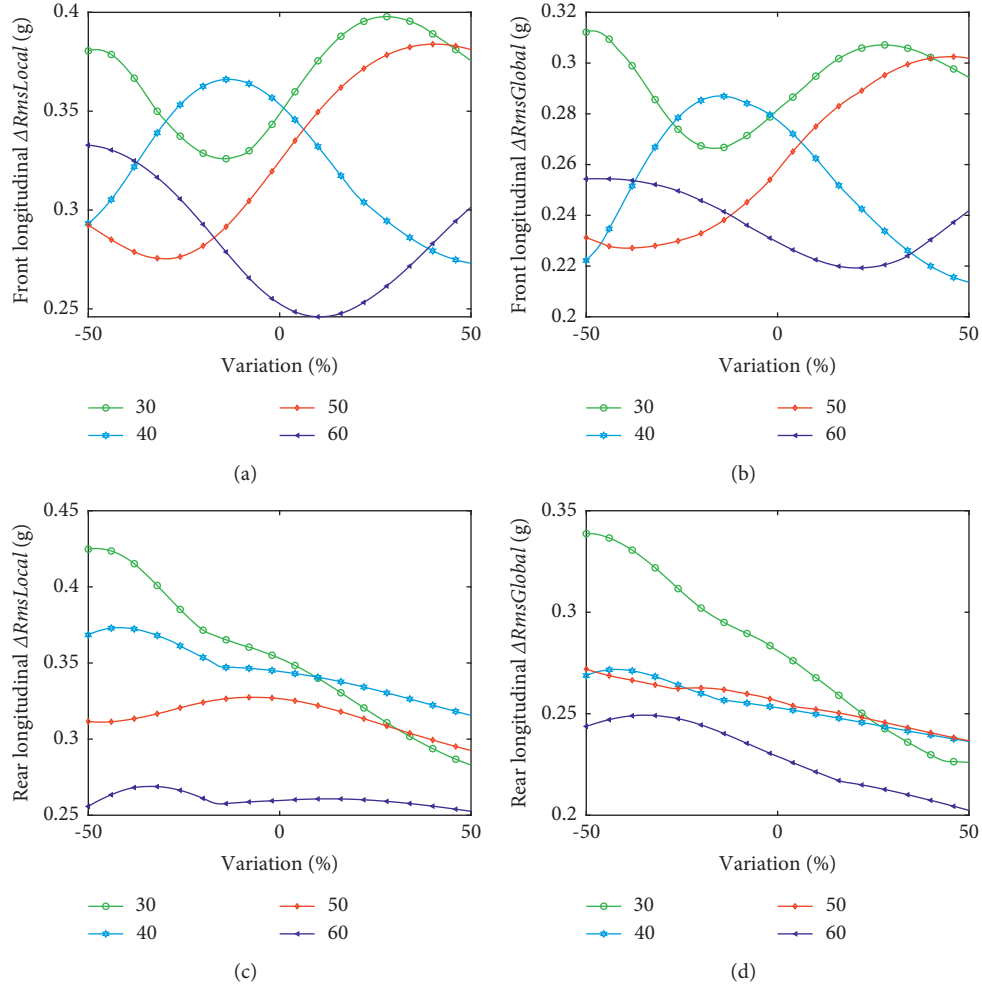 0.4
0.35
0.3
0.25
Front longitudinal ΔRmsLocal (g)
-50 0 50
Variation (%)
30 50
40 60
(a)
0.32
0.3
0.28
0.26
0.24
0.22
0.2
Front longitudinal ΔRmsGlobal (g)
-50 0 50
Variation (%)
30 50
40 60
(b)
0.45
0.4
0.35
0.3
0.25
Rear longitudinal ΔRmsLocal (g)
-50 0 50
Variation (%)
30 50
40 60
(c)
0.35
0.3
0.25
0.2
Rear longitudinal ΔRmsGlobal (g)
-50 0 50
Variation (%)
30 50
40 60
(d)